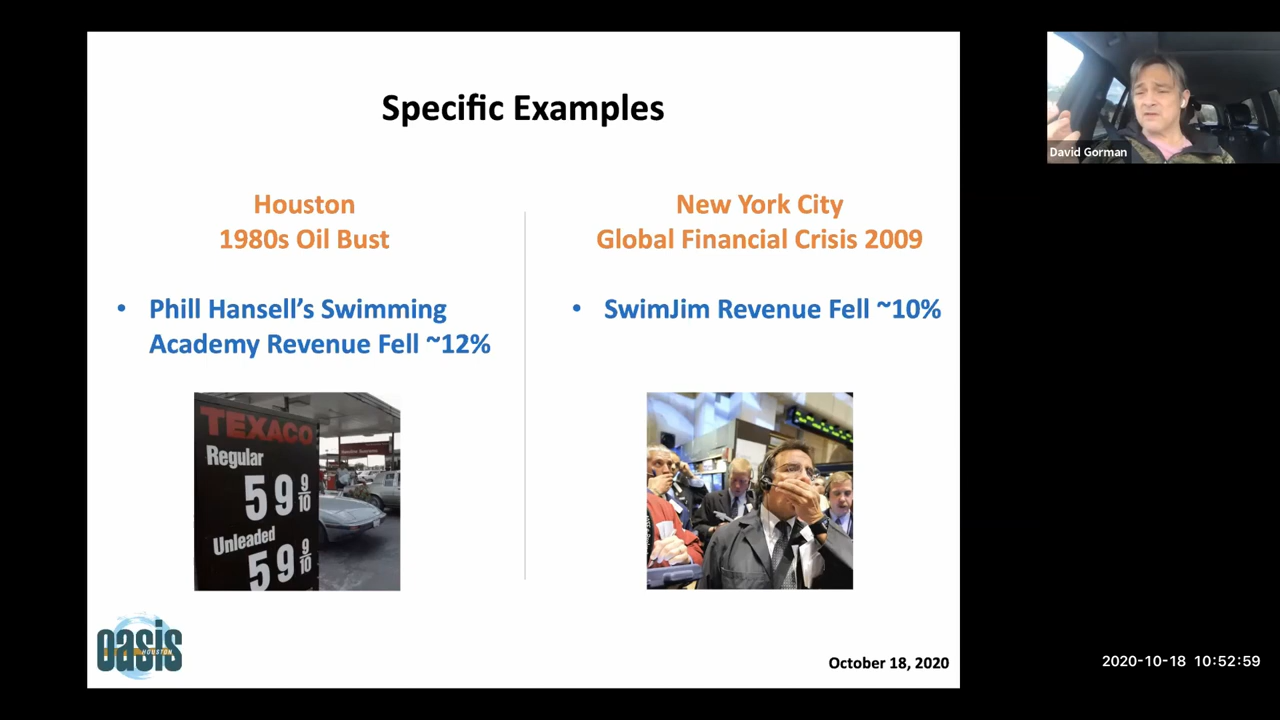 Specific Examples
Houston
1980s Oil Bust
• Phill Hansell’s Swimming
Academy Revenue Fell ~12%
TEXACO
Regular
59 9/10
Unleaded
59 9/10
New York City
Global Financial Crisis 2009
• SwimJim Revenue Fell ~10%
oasis
HOUSTON
October 18, 2020
David Gorman
2020-10-18 10:52:59